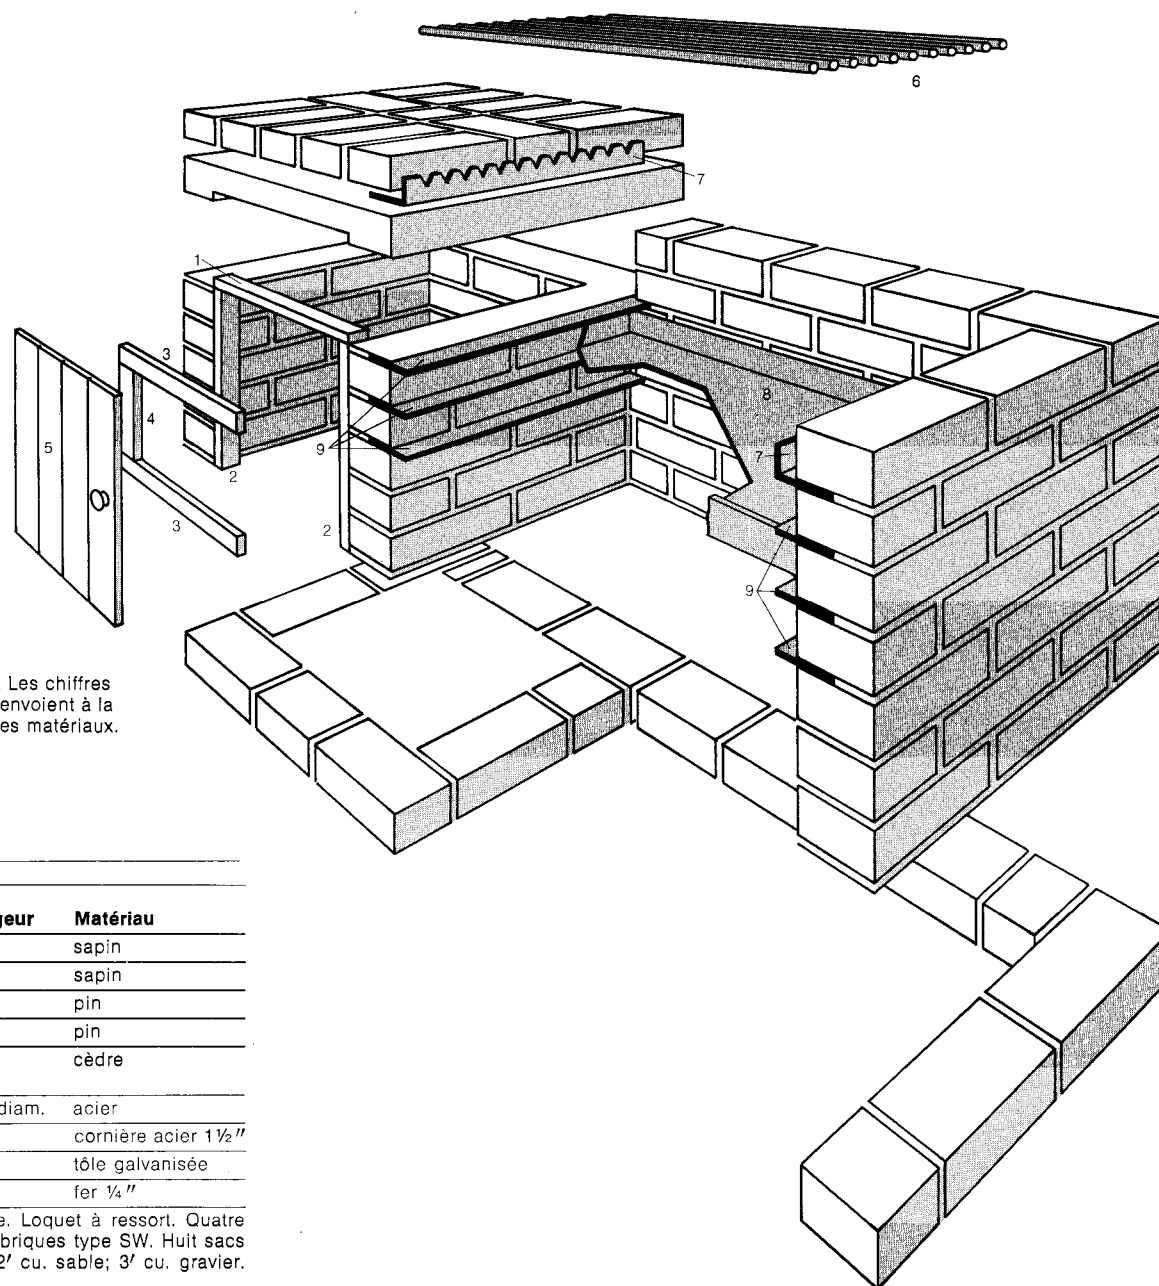 6
7
1
3
4
5
2
3
9
2
8
7
9
Les chiffres
envoient à la
es matériaux.
geur Matériau
sapin
sapin
pin
pin
cèdre
diam. acier
cornière acier 1½"
tôle galvanisée
fer ¼"
e. Loquet à ressort. Quatre
briques type SW. Huit sacs
2' cu. sable; 3' cu. gravier.